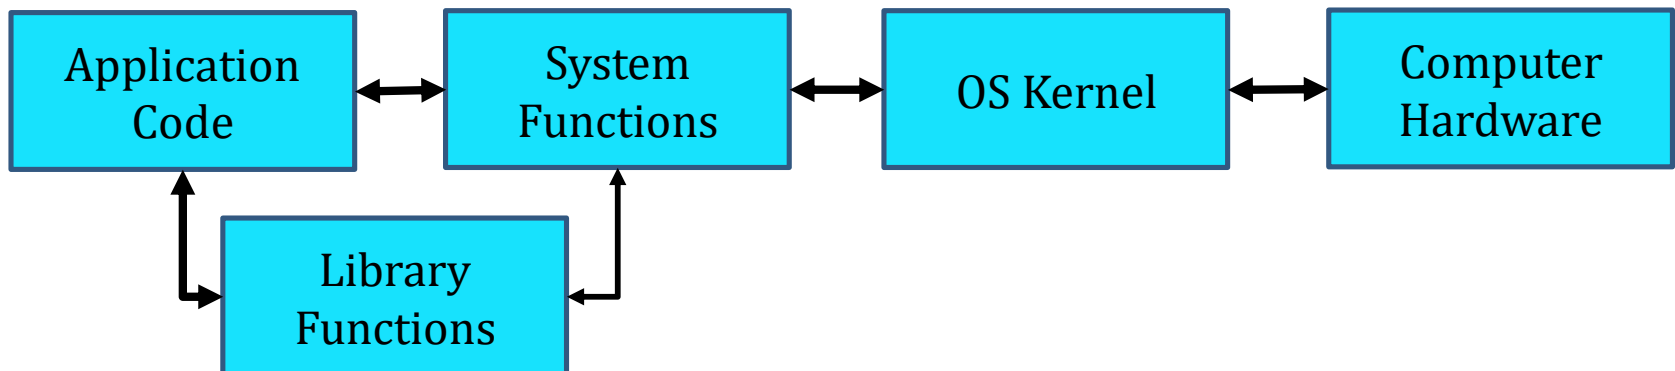 Application
Code
System
Functions
OS Kernel
Computer
Hardware
Library
Functions